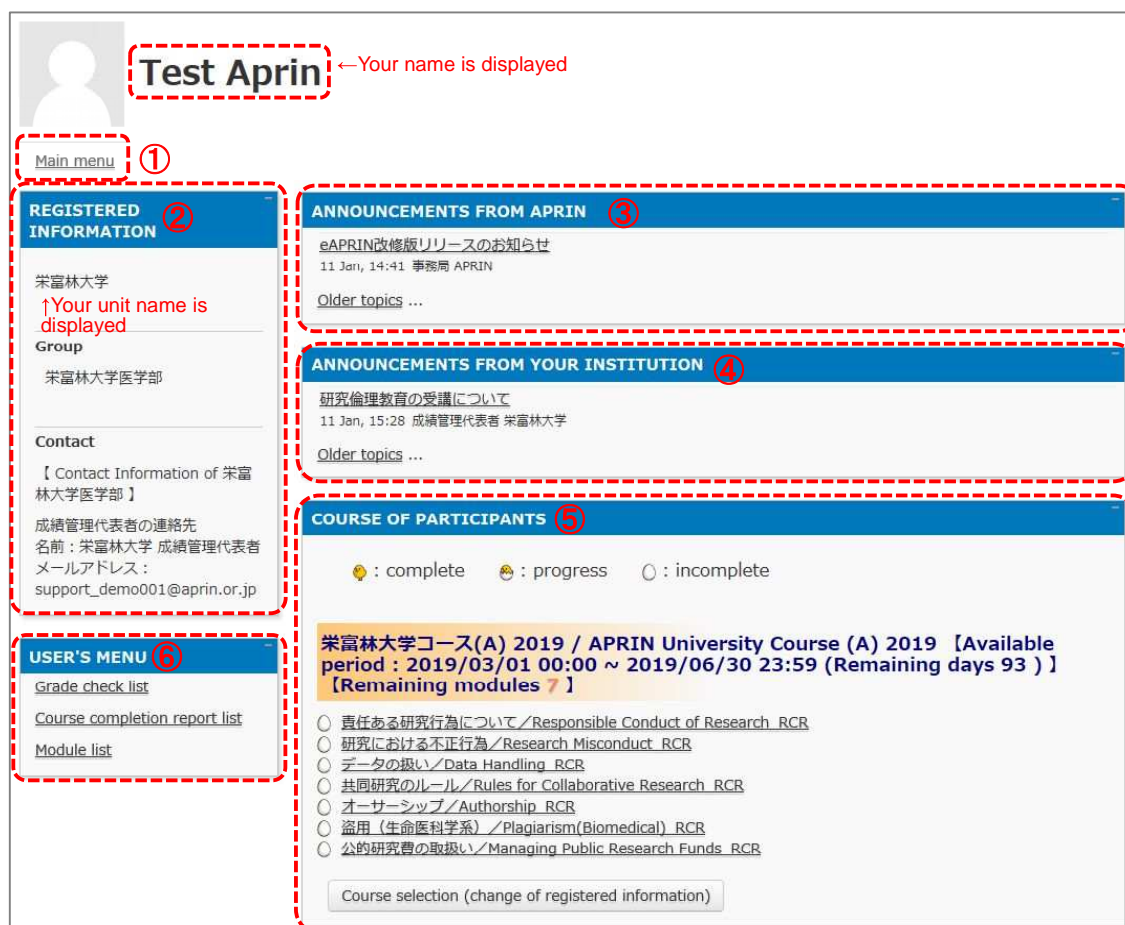 Test Aprin
←Your name is displayed
Main menu ①
REGISTERED
INFORMATION ②
栄富林大学
↑Your unit name is
displayed
Group
栄富林大学医学部
Contact
【 Contact Information of 栄富
林大学医学部 】
成績管理代表者の連絡先
名前：栄富林大学 成績管理代表者
メールアドレス：
support_demo001@aprin.or.jp
USER'S MENU ⑥
Grade check list
Course completion report list
Module list
ANNOUNCEMENTS FROM APRIN ③
eAPRIN改修版リリースのお知らせ
11 Jan, 14:41 事務局 APRIN
Older topics ...
ANNOUNCEMENTS FROM YOUR INSTITUTION ④
研究倫理教育の受講について
11 Jan, 15:28 成績管理代表者 栄富林大学
Older topics ...
COURSE OF PARTICIPANTS ⑤
: complete : progress : incomplete
栄富林大学コース(A) 2019 / APRIN University Course (A) 2019 【Available
period : 2019/03/01 00:00 ~ 2019/06/30 23:59 (Remaining days 93 ) 】
【Remaining modules 7 】
責任ある研究行為について／Responsible Conduct of Research_RCR
研究における不正行為／Research Misconduct_RCR
データの扱い／Data Handling_RCR
共同研究のルール／Rules for Collaborative Research_RCR
オーサーシップ／Authorship_RCR
盗用（生命医科学系）／Plagiarism(Biomedical)_RCR
公的研究費の取扱い／Managing Public Research Funds_RCR
Course selection (change of registered information)